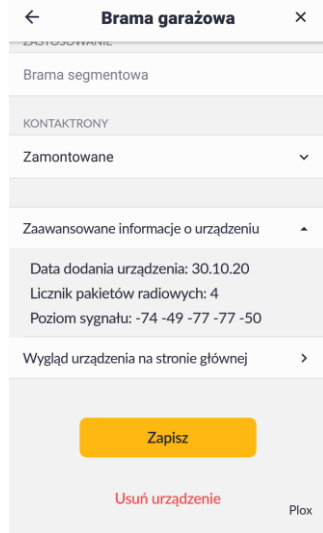 Brama garażowa
ZASTOSOWANIE
Brama segmentowa
KONTAKTRONY
Zamontowane
Zaawansowane informacje o urządzeniu
Data dodania urządzenia: 30.10.20
Licznik pakietów radiowych: 4
Poziom sygnału: -74 -49 -77 -77 -50
Wygląd urządzenia na stronie głównej
Zapisz
Usuń urządzenie
Plox